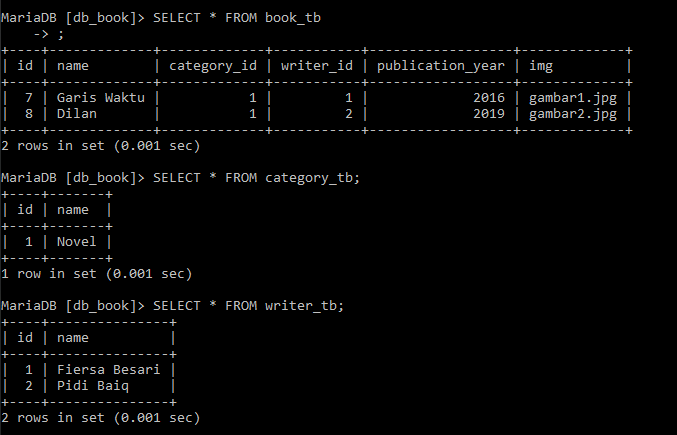 MariaDB [db_book]> SELECT * FROM book_tb
    -> ;
+----+-------------+-------------+-----------+------------------+-------------+
| id | name        | category_id | writer_id | publication_year | img         |
+----+-------------+-------------+-----------+------------------+-------------+
|  7 | Garis Waktu |           1 |         1 |             2016 | gambar1.jpg |
|  8 | Dilan       |           1 |         2 |             2019 | gambar2.jpg |
+----+-------------+-------------+-----------+------------------+-------------+
2 rows in set (0.001 sec)

MariaDB [db_book]> SELECT * FROM category_tb;
+----+-------+
| id | name  |
+----+-------+
|  1 | Novel |
+----+-------+
1 row in set (0.001 sec)

MariaDB [db_book]> SELECT * FROM writer_tb;
+----+---------------+
| id | name          |
+----+---------------+
|  1 | Fiersa Besari |
|  2 | Pidi Baiq     |
+----+---------------+
2 rows in set (0.001 sec)